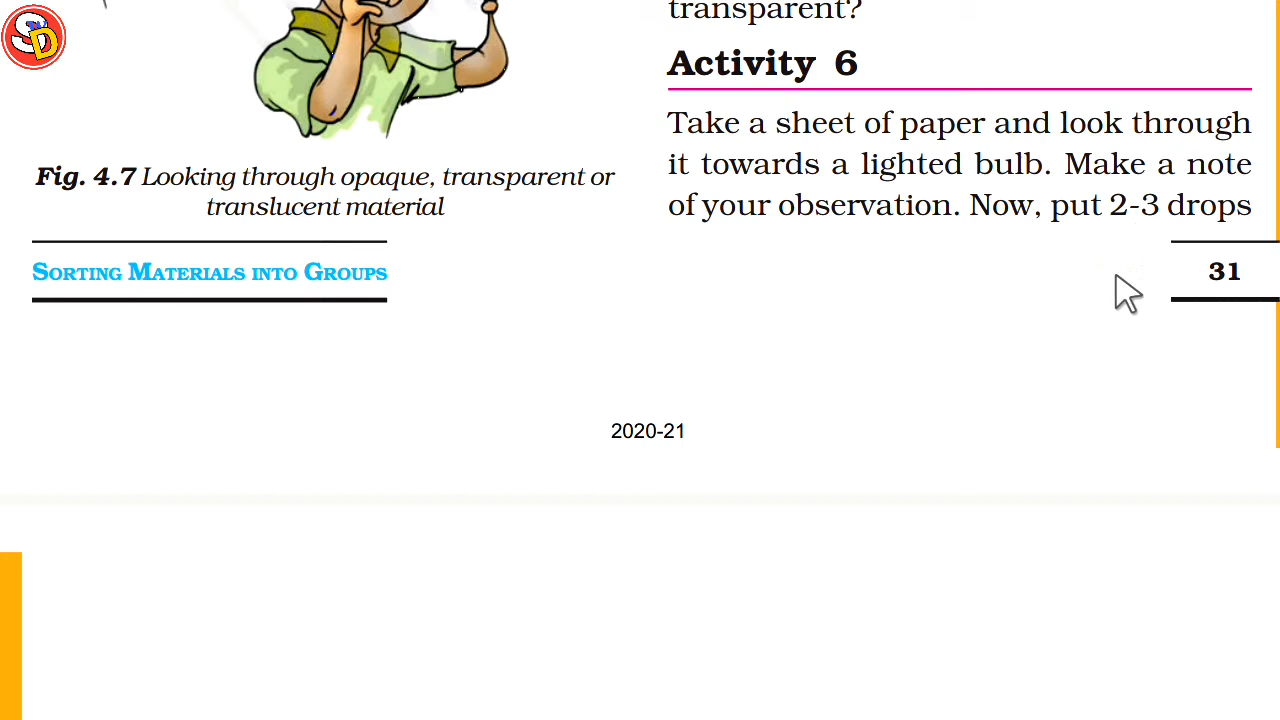 SD
Fig. 4.7 Looking through opaque, transparent or
translucent material
SORTING MATERIALS INTO GROUPS
transparent?
Activity 6
Take a sheet of paper and look through
it towards a lighted bulb. Make a note
of your observation. Now, put 2-3 drops
31
2020-21